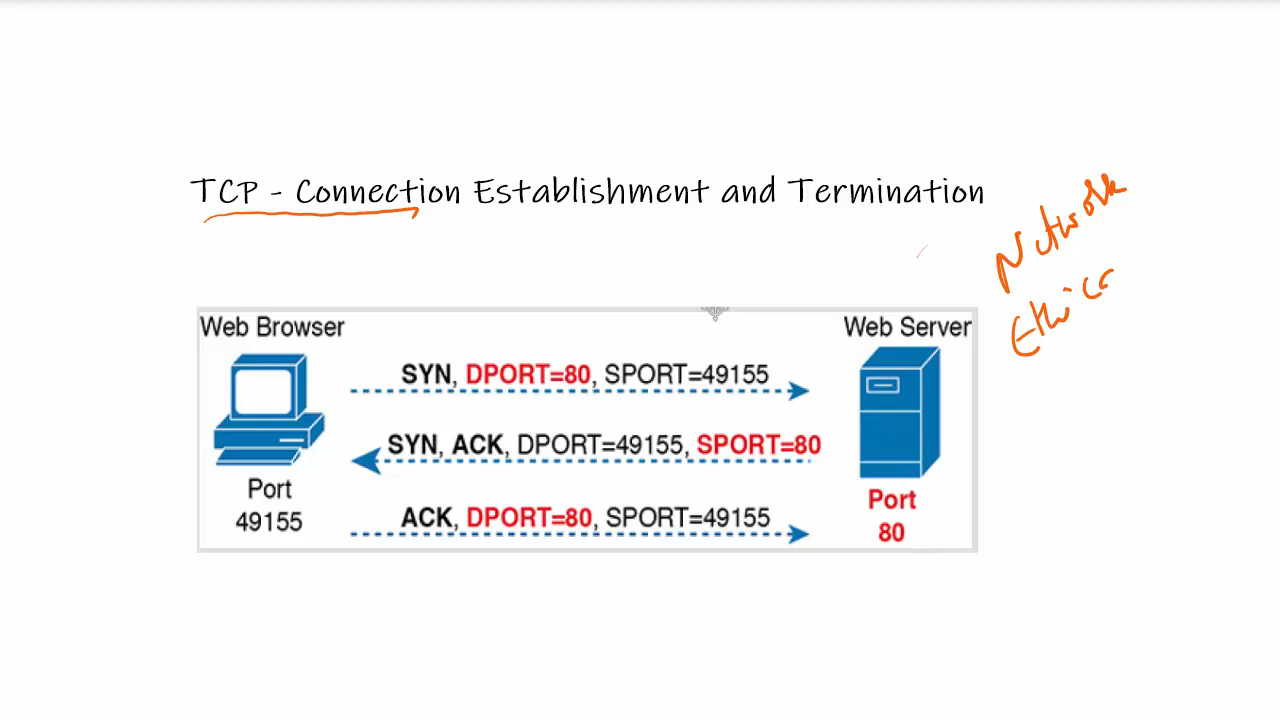 TCP - Connection Establishment and Termination
Network
Web Browser
Web Server
SYN, DPORT=80, SPORT=49155
SYN, ACK, DPORT=49155, SPORT=80
ACK, DPORT=80, SPORT=49155
Port
49155
Port
80